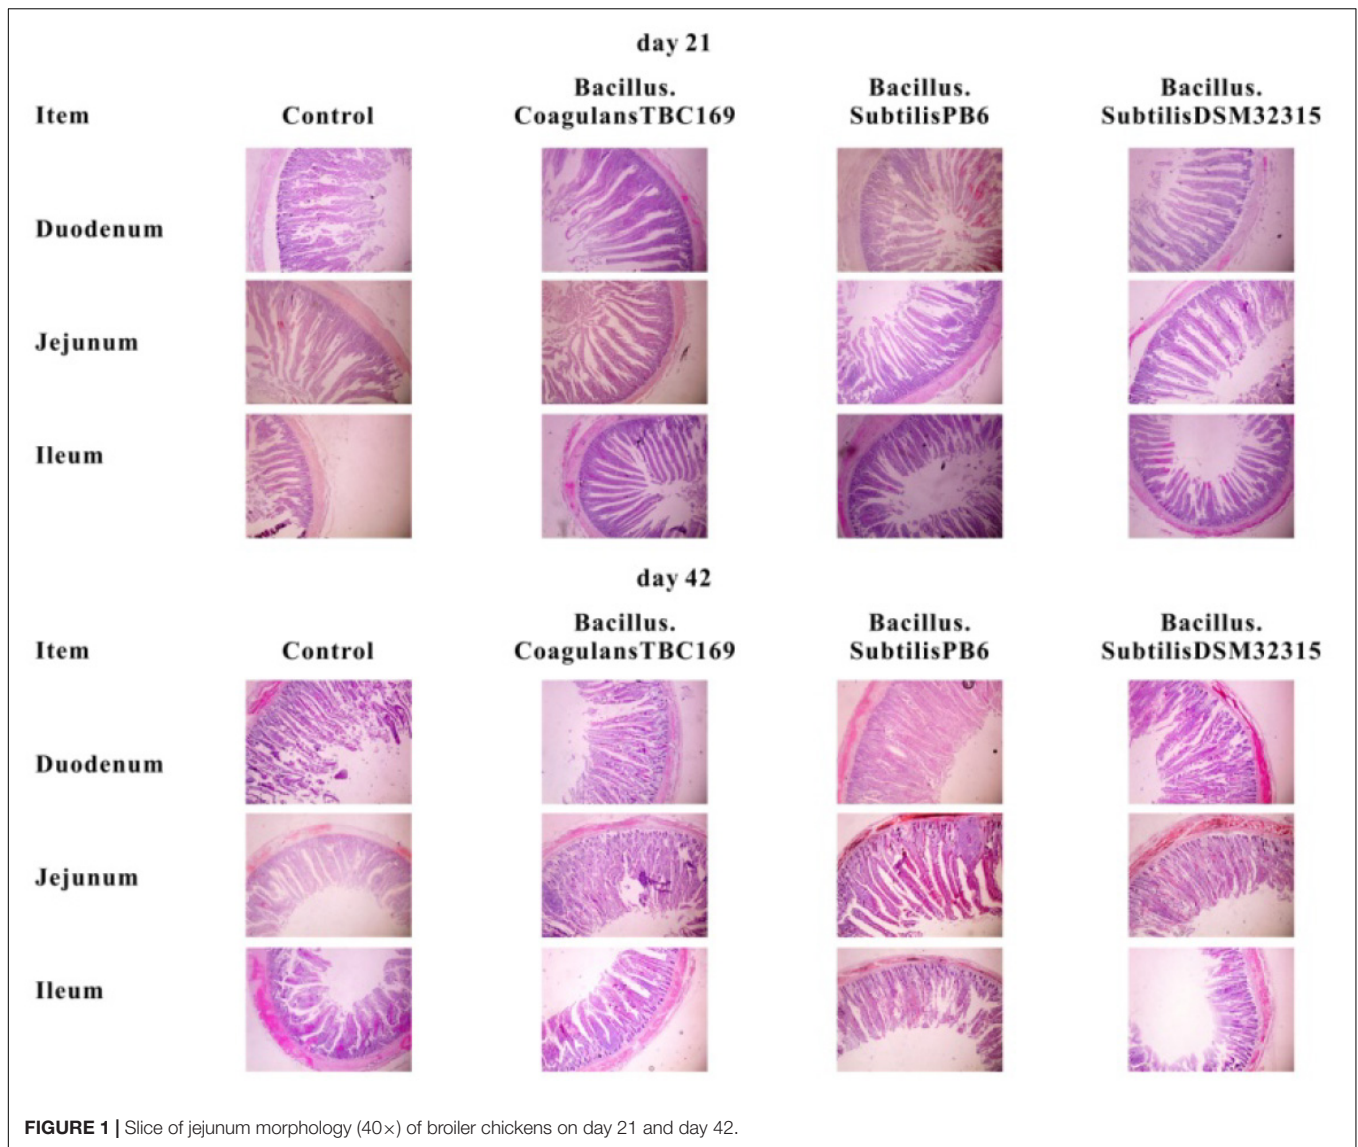 day 21
Item Control Bacillus. CoagulansTBC169 Bacillus. SubtilisPB6 Bacillus. SubtilisDSM32315
Duodenum
Jejunum
Ileum
day 42
Item Control Bacillus. CoagulansTBC169 Bacillus. SubtilisPB6 Bacillus. SubtilisDSM32315
Duodenum
Jejunum
Ileum
FIGURE 1 | Slice of jejunum morphology (40×) of broiler chickens on day 21 and day 42.